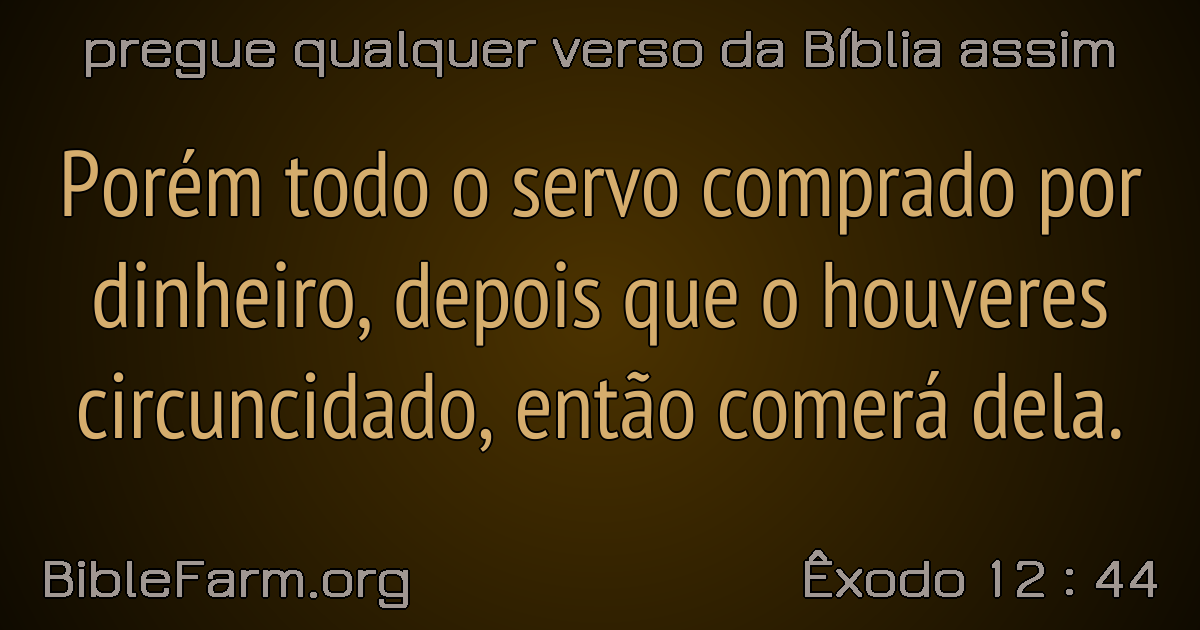 pregue qualquer verso da Bíblia assim
Porém todo o servo comprado por
dinheiro, depois que o houveres
circuncidado, então comerá dela.
BibleFarm.org
Êxodo 12 : 44